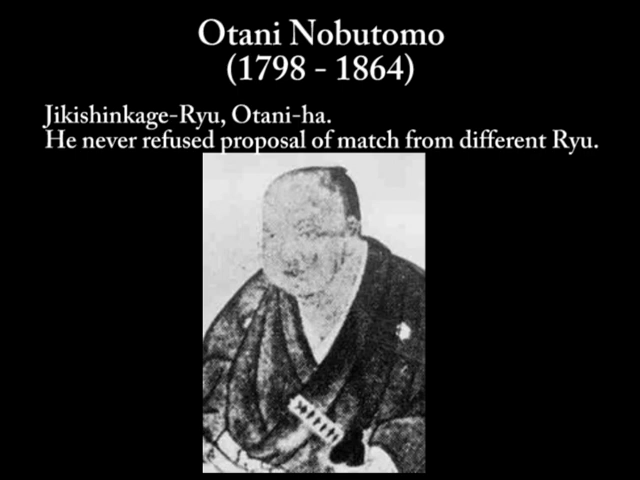 Otani Nobutomo
(1798 - 1864)
Jikishinkage-Ryu, Otani-ha.
He never refused proposal of match from different Ryu.